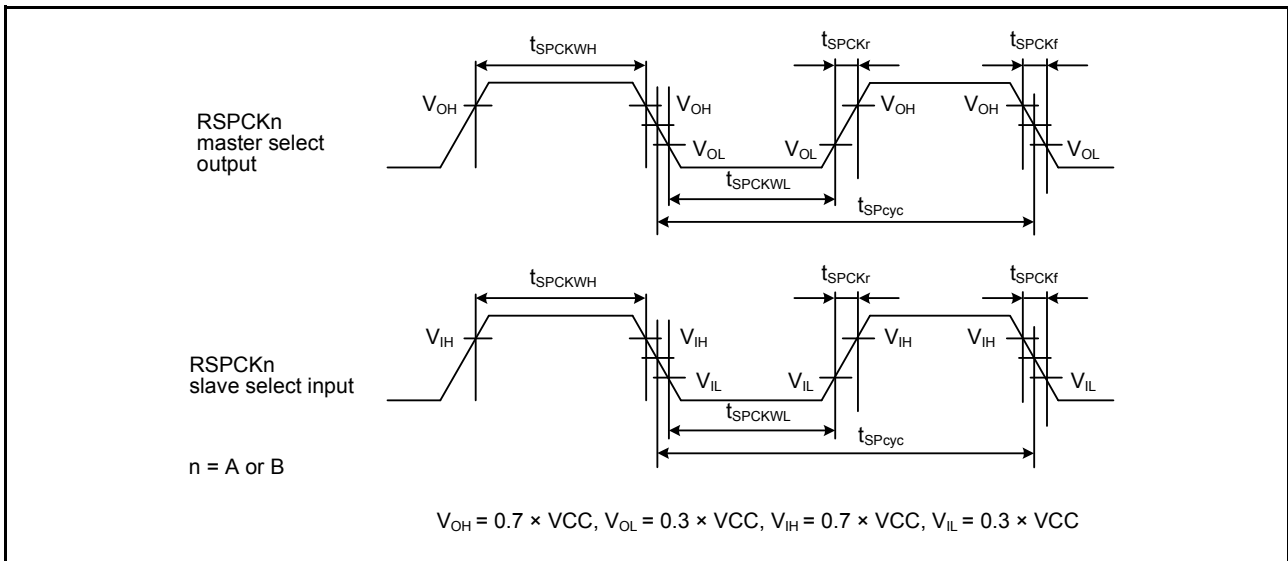 tSPCKWH
tSPCKr
tSPCKf
VOH
VOH
VOH
VOH
RSPCKn
master select
output
VOL
VOL
VOL
tSPCKWL
tSPcyc
tSPCKWH
tSPCKr
tSPCKf
VIH
VIH
VIH
VIH
RSPCKn
slave select input
VIL
VIL
VIL
tSPCKWL
tSPcyc
n = A or B
VOH = 0.7 × VCC, VOL = 0.3 × VCC, VIH = 0.7 × VCC, VIL = 0.3 × VCC